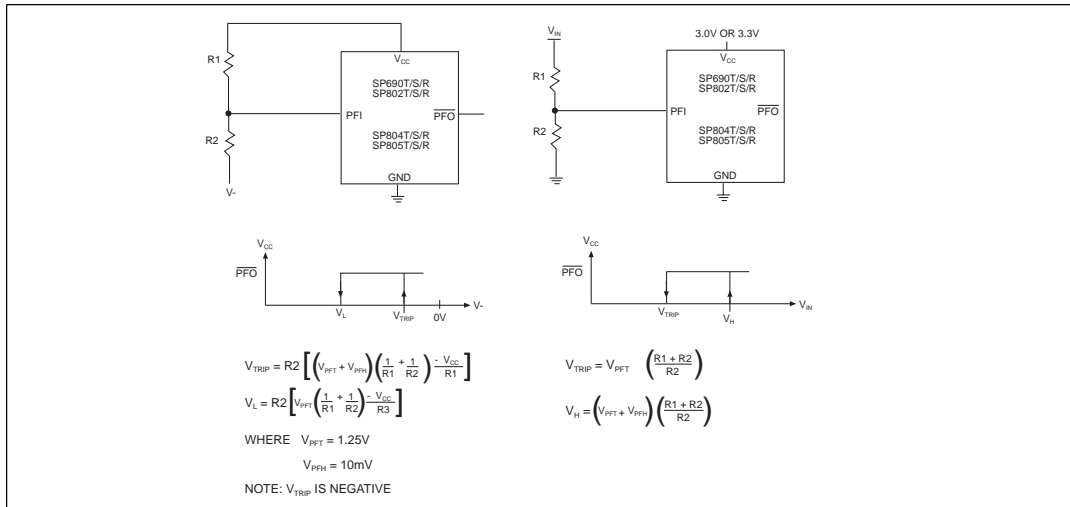 R1
R2
V-
VCC
SP690T/S/R
SP802T/S/R
PFI
PFO
SP804T/S/R
SP805T/S/R
GND
VIN
R1
R2
3.0V OR 3.3V
VCC
SP690T/S/R
SP802T/S/R
PFI
PFO
SP804T/S/R
SP805T/S/R
GND
VCC
PFO
VL
VTRIP
0V
V-
VCC
PFO
VTRIP
VH
VIN
VTRIP = R2 [(VPFT + VPFH)(1/R1 + 1/R2) - VCC/R1]
VL = R2 [VPFT(1/R1 + 1/R2) - VCC/R3]
WHERE VPFT = 1.25V
VPFH = 10mV
NOTE: VTRIP IS NEGATIVE
VTRIP = VPFT (R1 + R2/R2)
VH = (VPFT + VPFH)(R1 + R2/R2)